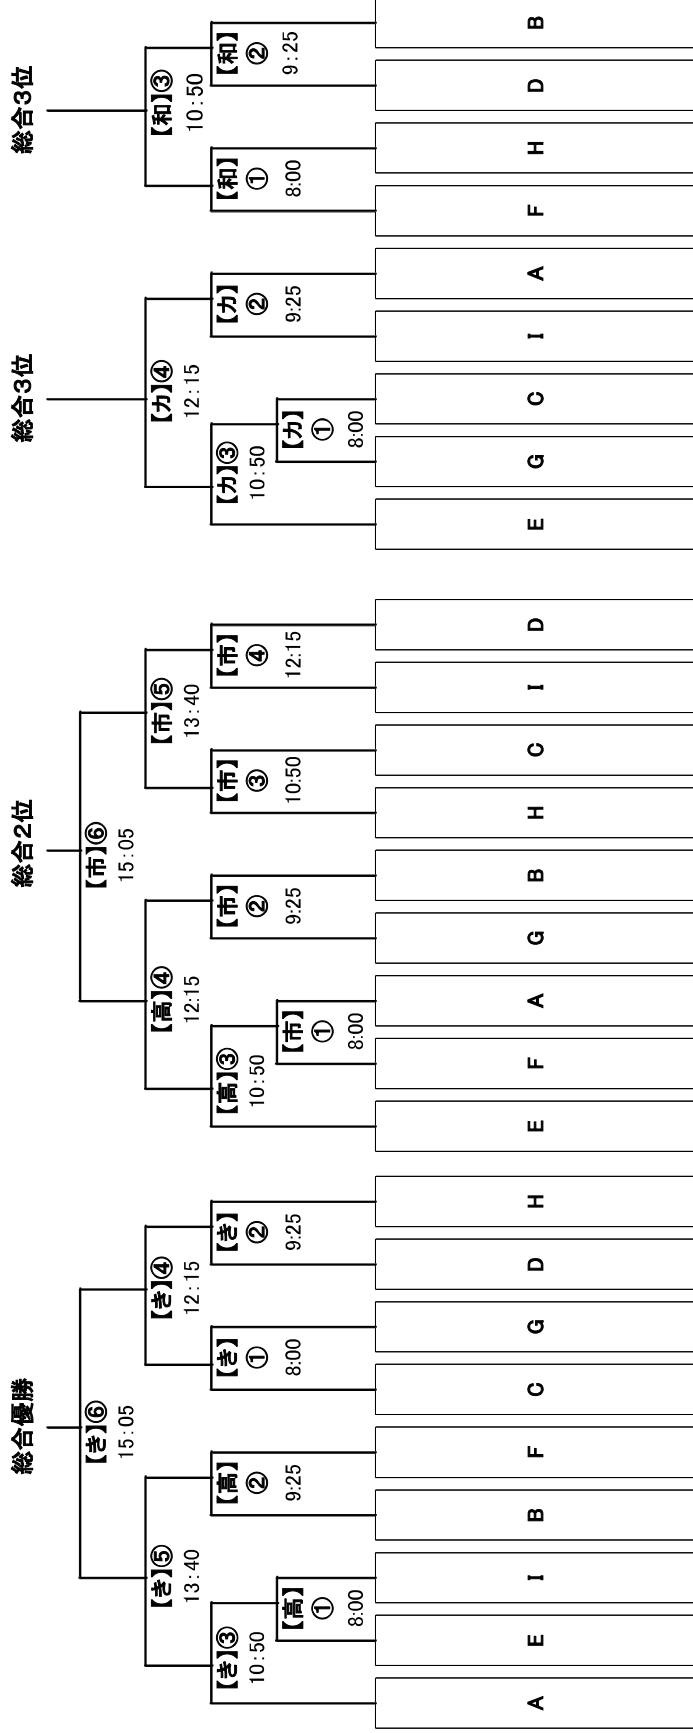 総合優勝 総合2位 総合3位 総合3位
【き】⑥ 【市】⑥
15:05 15:05
【き】⑤ 【き】④ 【高】④ 【市】⑤ 【カ】④ 【和】③
13:40 12:15 12:15 13:40 12:15 10:50
【き】③ 【高】 【き】 【き】 【高】③ 【市】 【市】 【市】 【カ】③ 【カ】 【和】 【和】
10:50 ② ① ② 10:50 ② ③ ④ 10:50 ② ① ②
【高】 9:25 8:00 9:25 【市】 9:25 10:50 12:15 【カ】 9:25 8:00 9:25
① ① ①
8:00 8:00 8:00
A E I B F C G D H E F A G B H C I D E G C I A F H D B